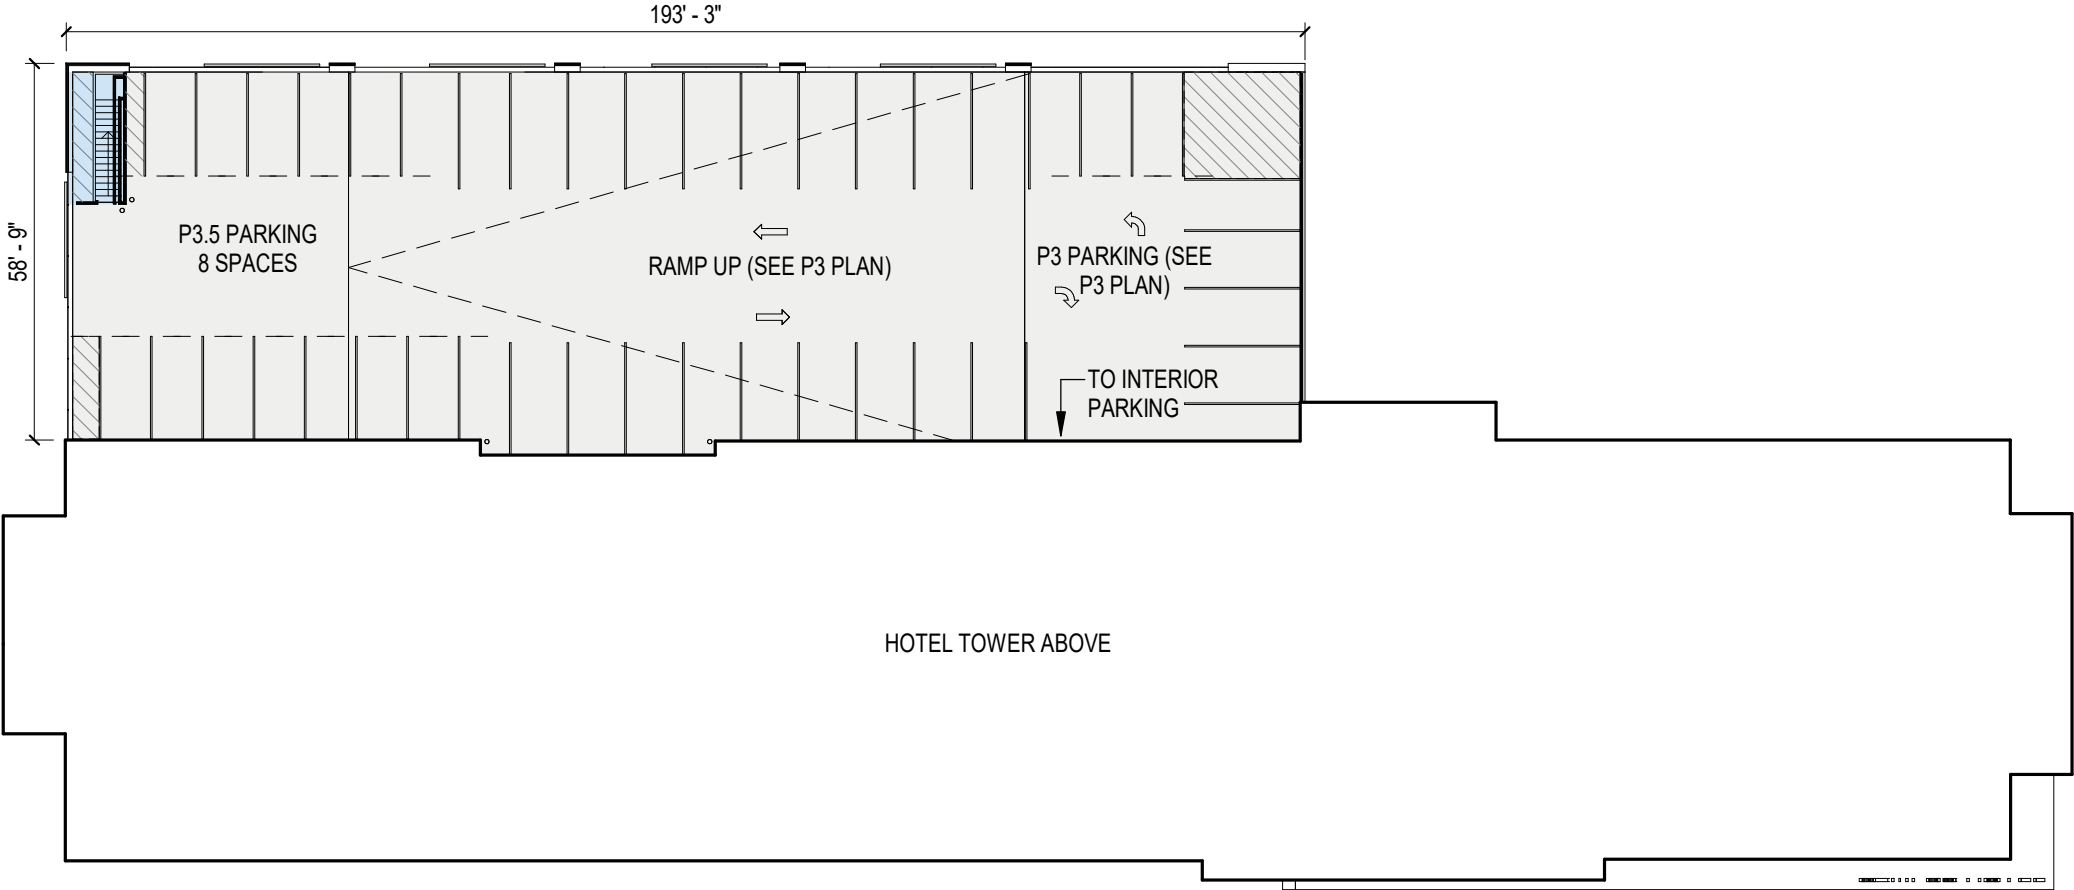 193' - 3"
58' - 9"
P3.5 PARKING
8 SPACES
RAMP UP (SEE P3 PLAN)
P3 PARKING (SEE
P3 PLAN)
TO INTERIOR
PARKING
HOTEL TOWER ABOVE